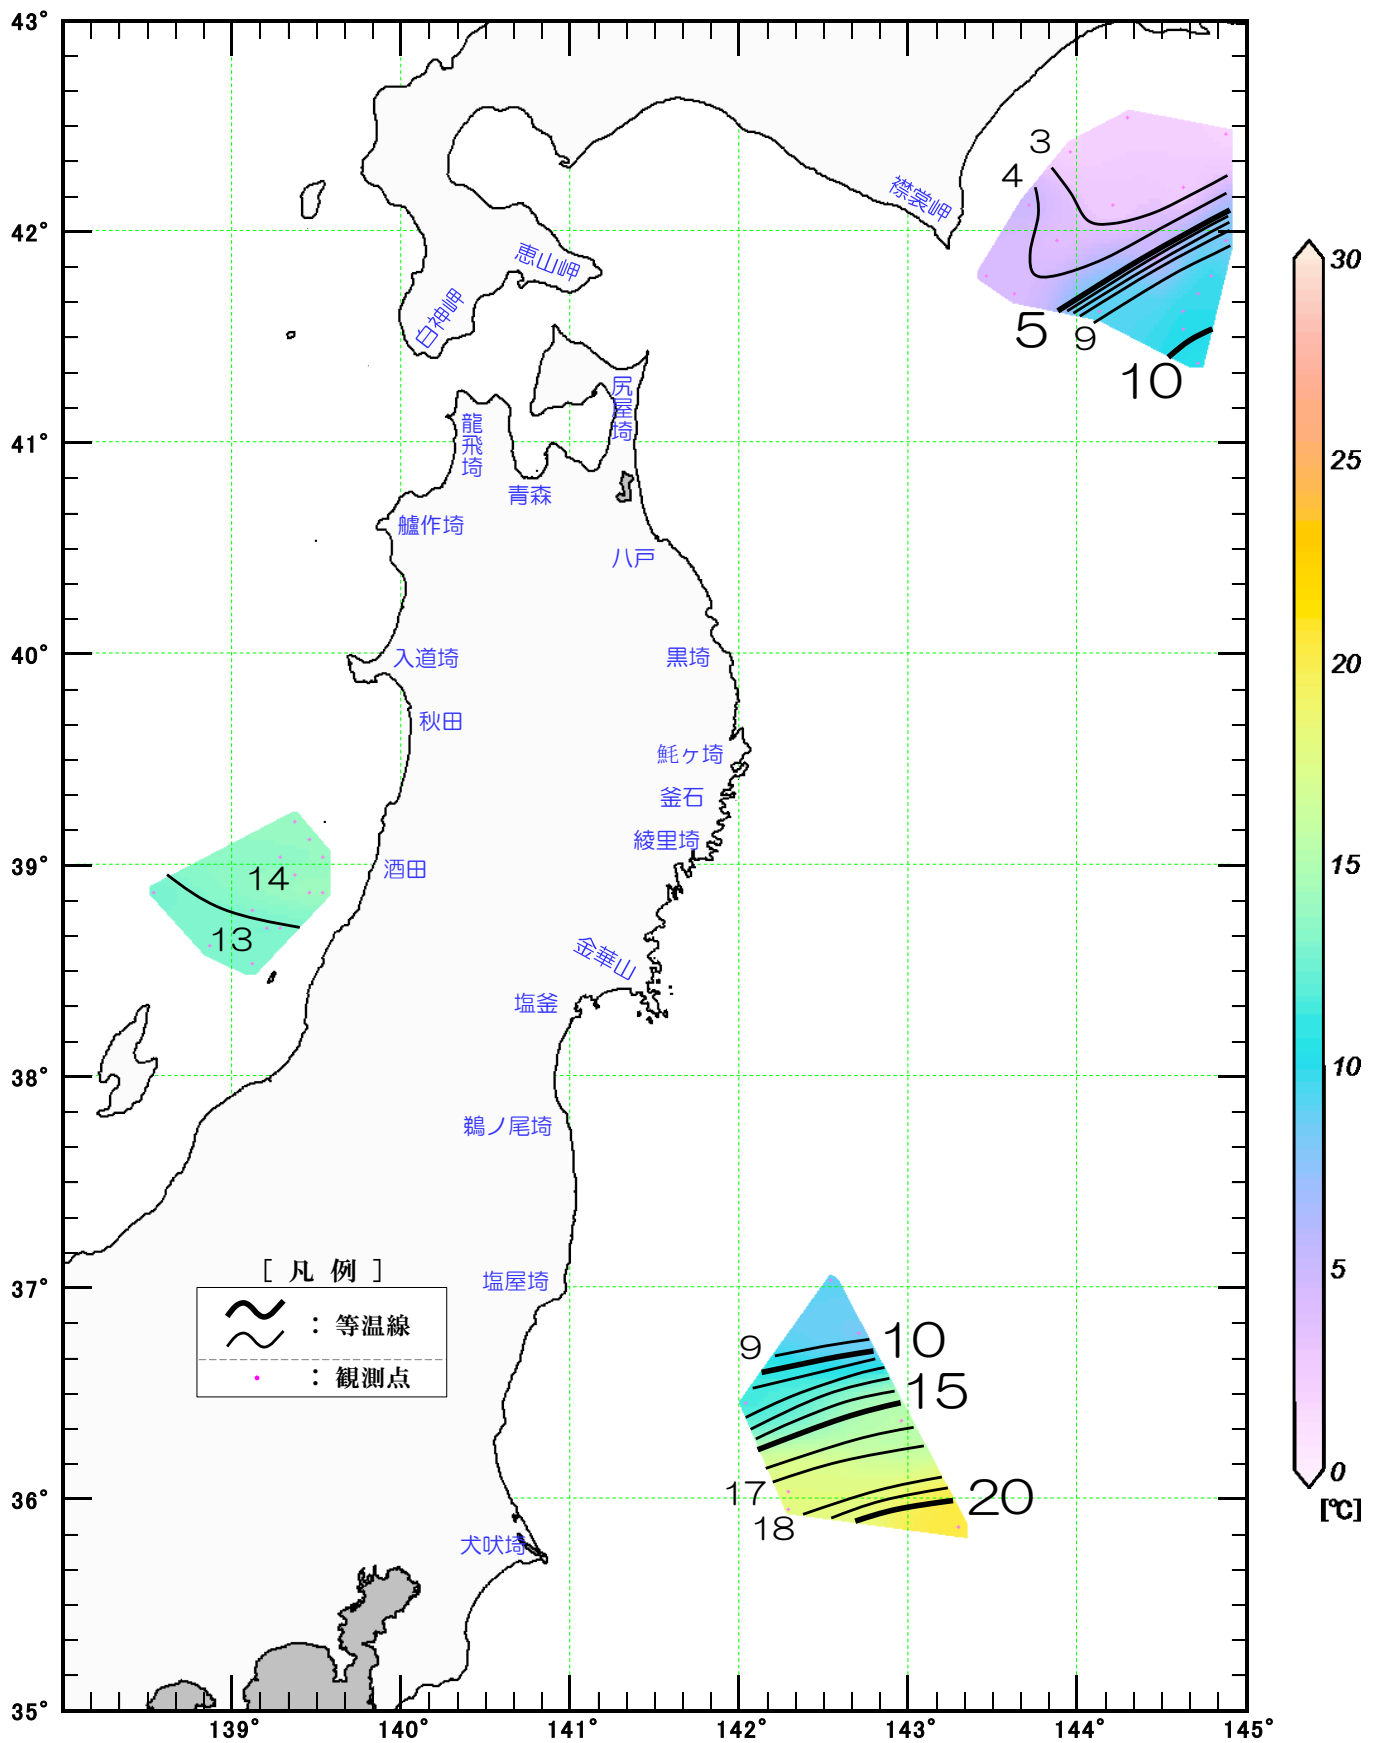 43°
42°
41°
40°
39°
38°
37°
36°
35°
139°
140°
141°
142°
143°
144°
145°
襟裳岬
恵山岬
白神岬
尻屋埼
龍飛埼
青森
艫作埼
八戸
入道埼
黒埼
秋田
魹ヶ埼
釜石
綾里埼
酒田
金華山
塩釜
鵜ノ尾埼
塩屋埼
犬吠埼
3
4
5
9
10
14
13
9
10
15
17
18
20
[ 凡 例 ]
: 等温線
: 観測点
30
25
20
15
10
5
0
[℃]